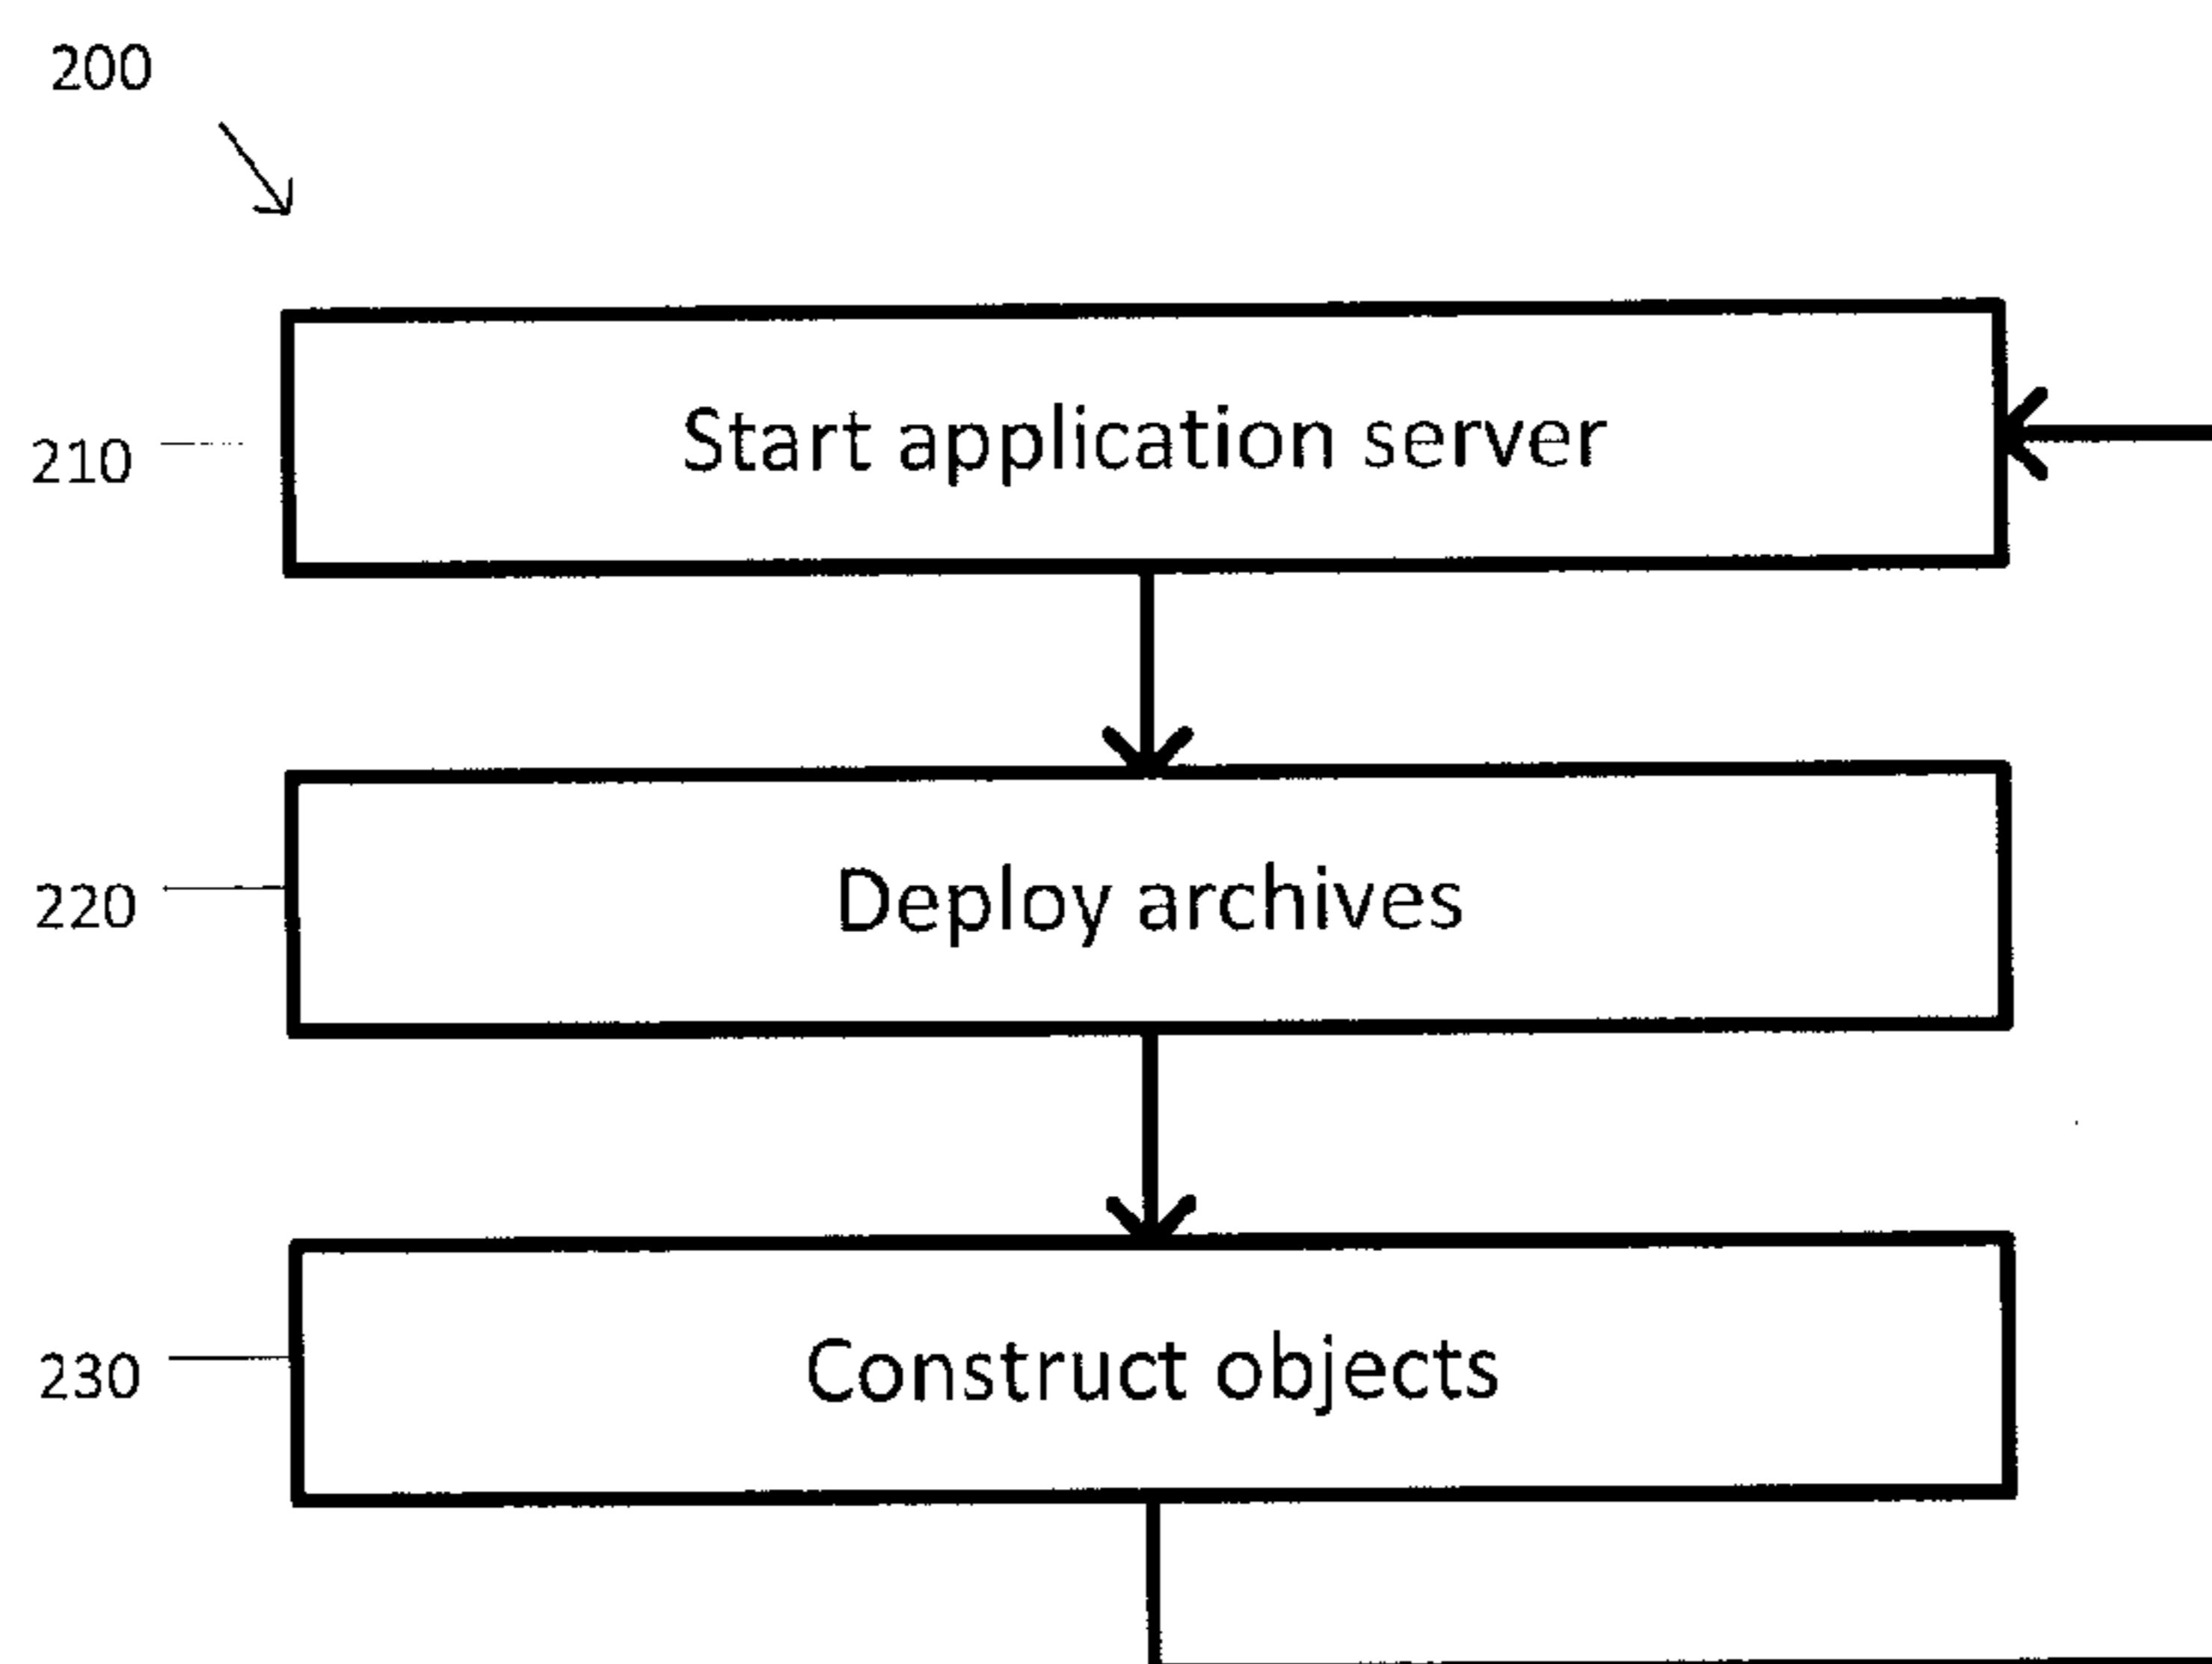 200
210
Start application server
220
Deploy archives
230
Construct objects